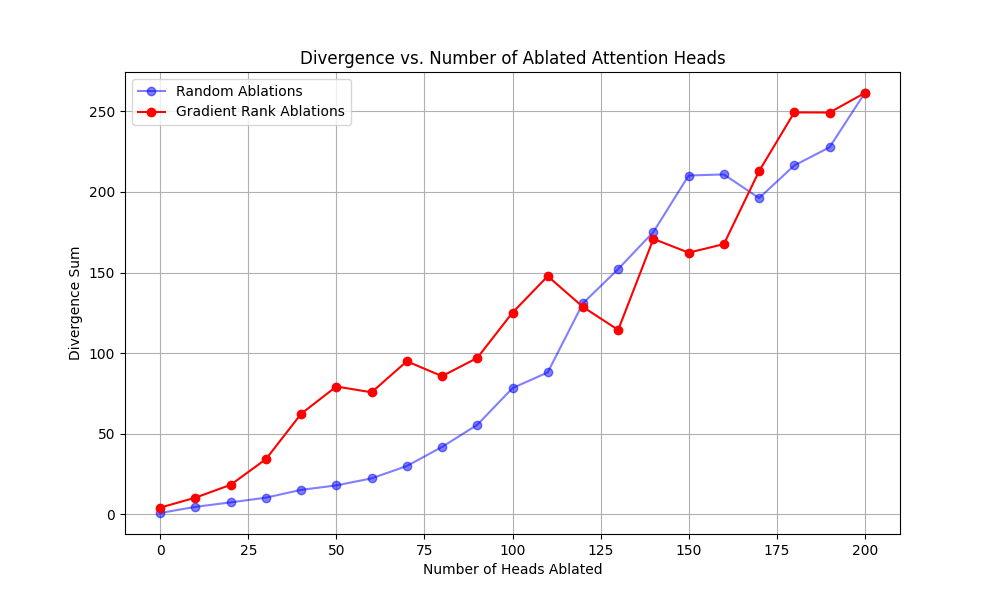 Divergence vs. Number of Ablated Attention Heads
Random Ablations
Gradient Rank Ablations
Divergence Sum
250
200
150
100
50
0
0 25 50 75 100 125 150 175 200
Number of Heads Ablated